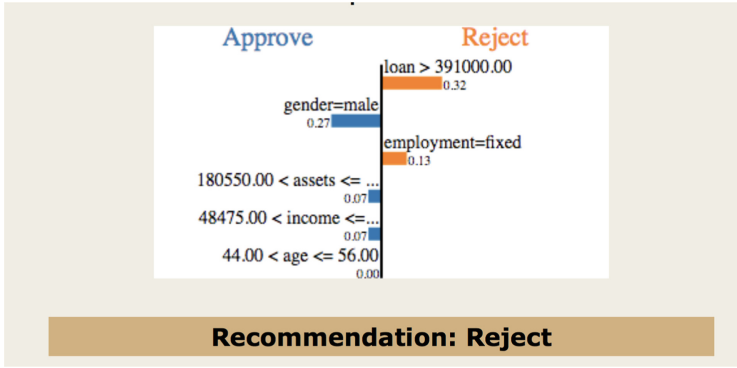 Approve Reject
loan > 391000.00
0.32
gender=male
0.27
employment=fixed
0.13
180550.00 < assets <= ...
0.07
48475.00 < income <=...
0.07
44.00 < age <= 56.00
0.00
Recommendation: Reject